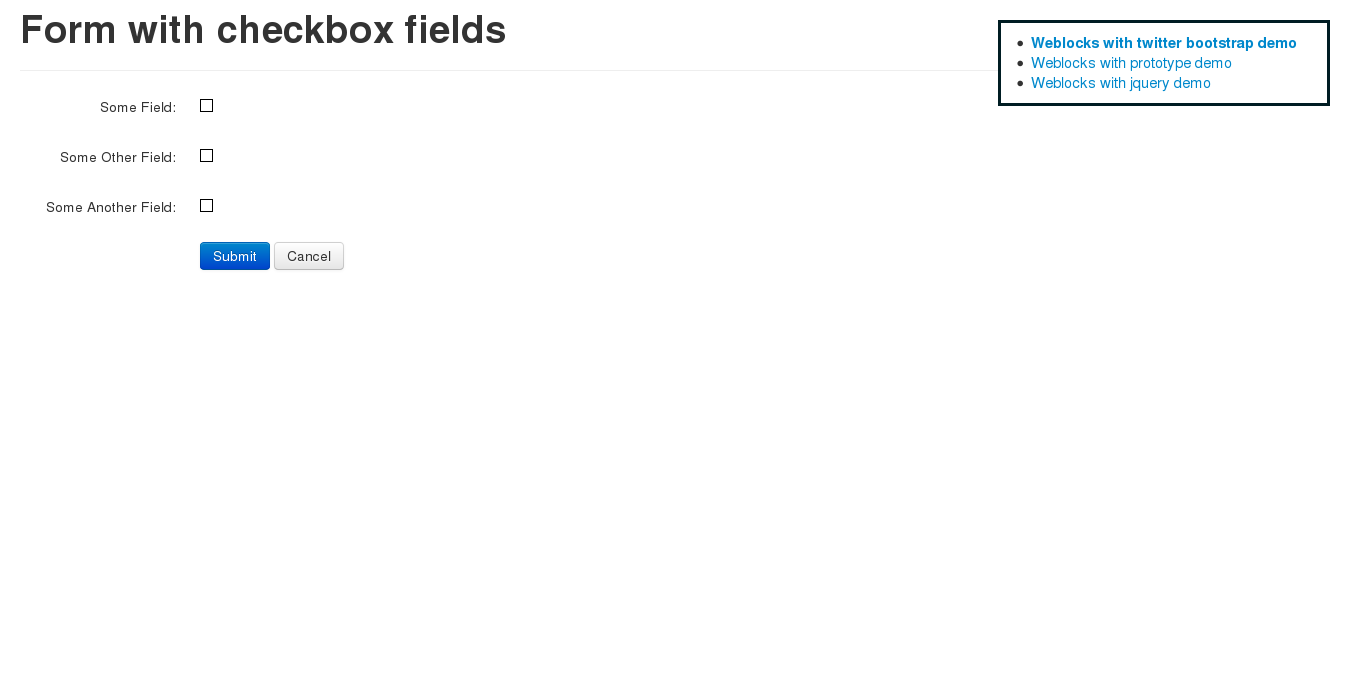 Form with checkbox fields
Weblocks with twitter bootstrap demo
Weblocks with prototype demo
Weblocks with jquery demo
Some Field:
Some Other Field:
Some Another Field:
Submit Cancel